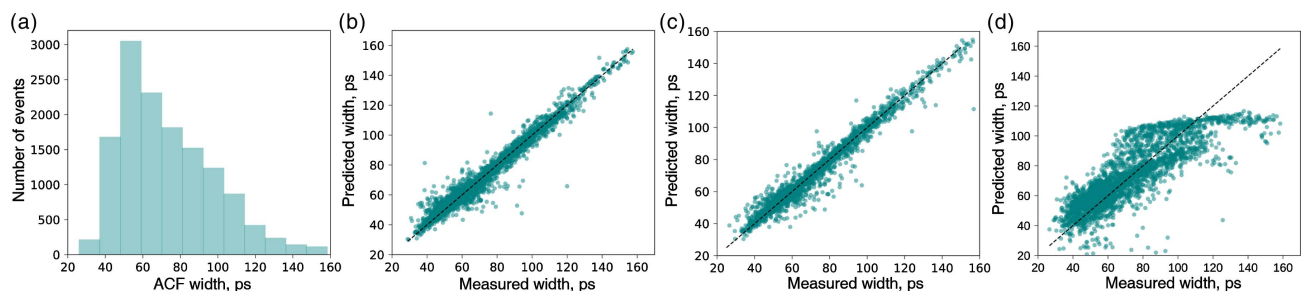 (a)
Number of events
3000
2500
2000
1500
1000
500
0
20 40 60 80 100 120 140 160
ACF width, ps
(b)
Predicted width, ps
160
140
120
100
80
60
40
20
40 60 80 100 120 140 160
Measured width, ps
(c)
Predicted width, ps
160
140
120
100
80
60
40
20
20 40 60 80 100 120 140 160
Measured width, ps
(d)
Predicted width, ps
160
140
120
100
80
60
40
20
20 40 60 80 100 120 140 160
Measured width, ps